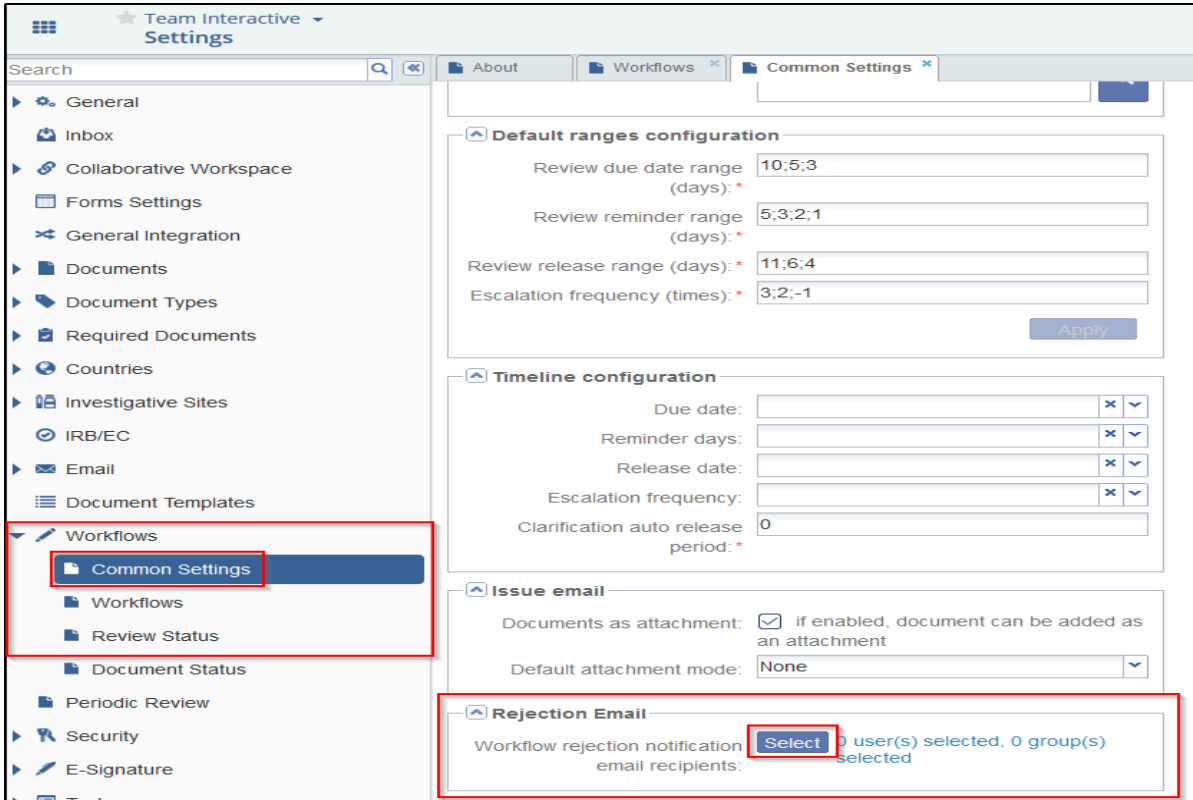 Team Interactive
Settings
Search
About
Workflows
Common Settings
General
Inbox
Collaborative Workspace
Forms Settings
General Integration
Documents
Document Types
Required Documents
Countries
Investigative Sites
IRB/EC
Email
Document Templates
Workflows
Common Settings
Workflows
Review Status
Document Status
Periodic Review
Security
E-Signature
Default ranges configuration
Review due date range
(days): *
10;5;3
Review reminder range
(days): *
5;3;2;1
Review release range (days): *
11;6;4
Escalation frequency (times): *
3;2;-1
Apply
Timeline configuration
Due date:
Reminder days:
Release date:
Escalation frequency:
Clarification auto release
period: *
0
Issue email
Documents as attachment:
if enabled, document can be added as
an attachment
Default attachment mode:
None
Rejection Email
Workflow rejection notification
email recipients:
Select
0 user(s) selected, 0 group(s)
selected